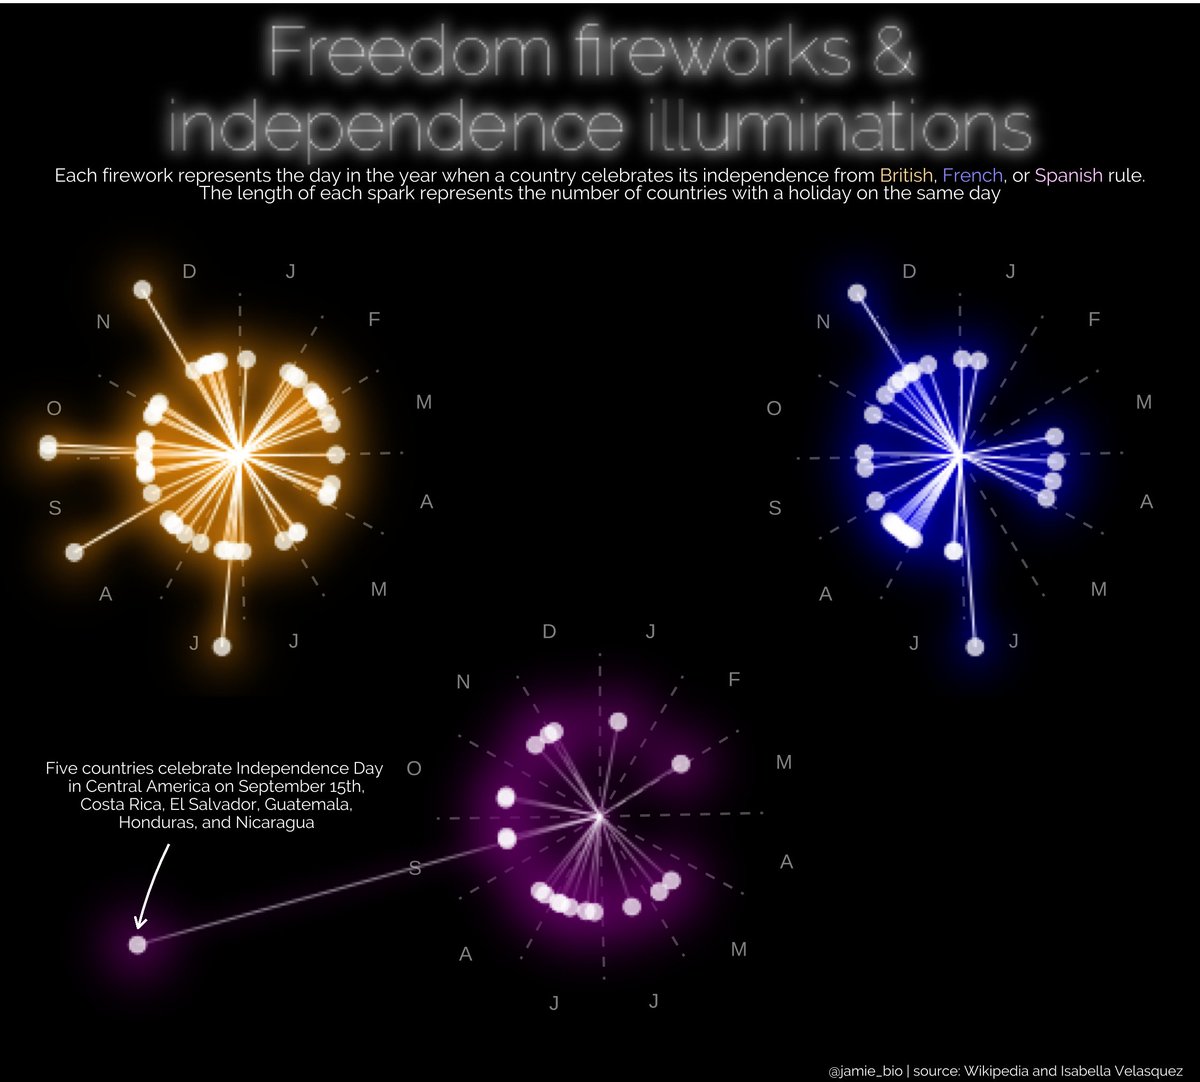 Freedom fireworks &
independence illuminations
Each firework represents the day in the year when a country celebrates its independence from British, French, or Spanish rule.
The length of each spark represents the number of countries with a holiday on the same day
D
J
N
F
O
M
S
A
A
M
J
J
D
J
N
F
O
M
S
A
A
M
J
J
D
J
N
F
O
M
S
A
A
M
J
J
Five countries celebrate Independence Day
in Central America on September 15th,
Costa Rica, El Salvador, Guatemala,
Honduras, and Nicaragua
@jamie_bio | source: Wikipedia and Isabella Velasquez